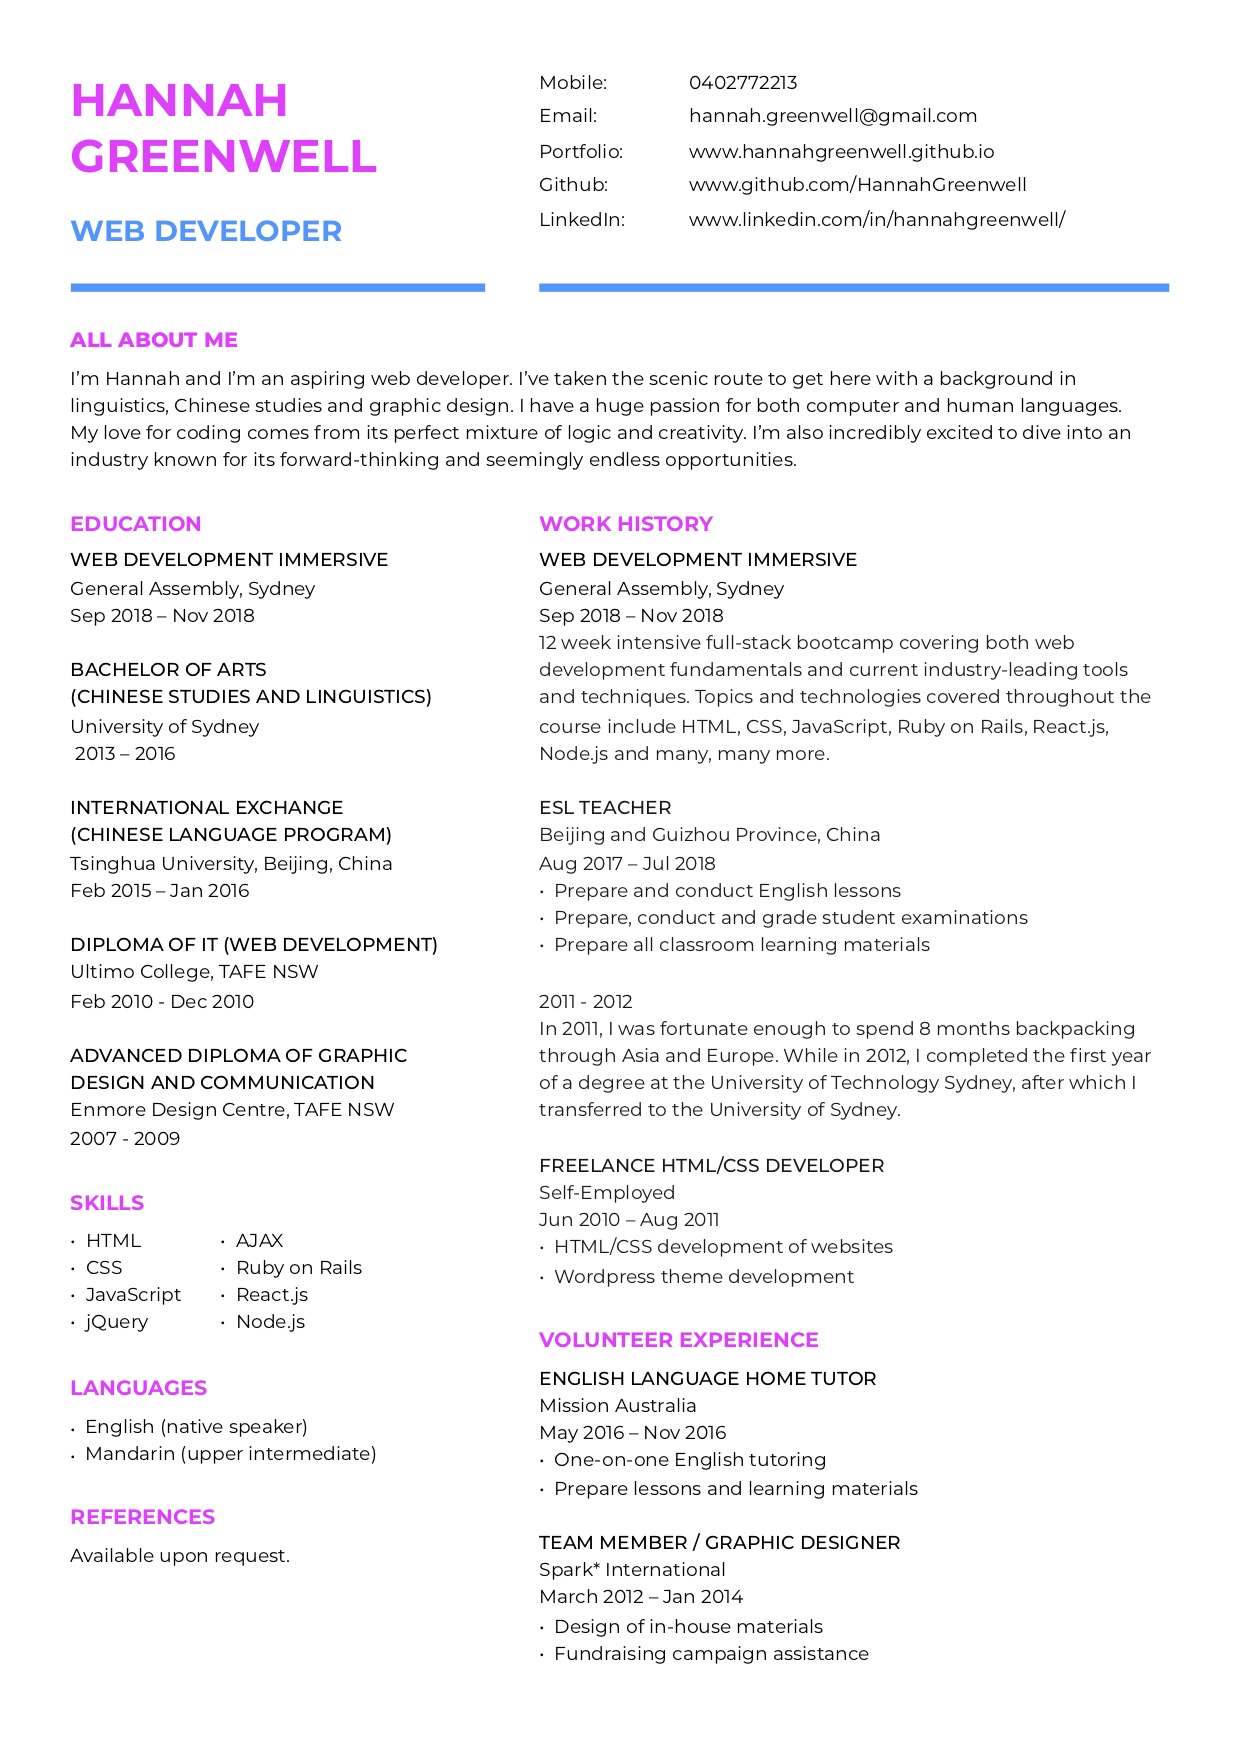 HANNAH
GREENWELL
WEB DEVELOPER
Mobile: 0402772213
Email: hannah.greenwell@gmail.com
Portfolio: www.hannahgreenwell.github.io
Github: www.github.com/HannahGreenwell
LinkedIn: www.linkedin.com/in/hannahgreenwell/
ALL ABOUT ME
I’m Hannah and I’m an aspiring web developer. I’ve taken the scenic route to get here with a background in
linguistics, Chinese studies and graphic design. I have a huge passion for both computer and human languages.
My love for coding comes from its perfect mixture of logic and creativity. I’m also incredibly excited to dive into an
industry known for its forward-thinking and seemingly endless opportunities.
EDUCATION
WEB DEVELOPMENT IMMERSIVE
General Assembly, Sydney
Sep 2018 – Nov 2018
BACHELOR OF ARTS
(CHINESE STUDIES AND LINGUISTICS)
University of Sydney
2013 – 2016
INTERNATIONAL EXCHANGE
(CHINESE LANGUAGE PROGRAM)
Tsinghua University, Beijing, China
Feb 2015 – Jan 2016
DIPLOMA OF IT (WEB DEVELOPMENT)
Ultimo College, TAFE NSW
Feb 2010 - Dec 2010
ADVANCED DIPLOMA OF GRAPHIC
DESIGN AND COMMUNICATION
Enmore Design Centre, TAFE NSW
2007 - 2009
SKILLS
• HTML
• CSS
• JavaScript
• jQuery
• AJAX
• Ruby on Rails
• React.js
• Node.js
LANGUAGES
• English (native speaker)
• Mandarin (upper intermediate)
REFERENCES
Available upon request.
WORK HISTORY
WEB DEVELOPMENT IMMERSIVE
General Assembly, Sydney
Sep 2018 – Nov 2018
12 week intensive full-stack bootcamp covering both web
development fundamentals and current industry-leading tools
and techniques. Topics and technologies covered throughout the
course include HTML, CSS, JavaScript, Ruby on Rails, React.js,
Node.js and many, many more.
ESL TEACHER
Beijing and Guizhou Province, China
Aug 2017 – Jul 2018
• Prepare and conduct English lessons
• Prepare, conduct and grade student examinations
• Prepare all classroom learning materials
2011 - 2012
In 2011, I was fortunate enough to spend 8 months backpacking
through Asia and Europe. While in 2012, I completed the first year
of a degree at the University of Technology Sydney, after which I
transferred to the University of Sydney.
FREELANCE HTML/CSS DEVELOPER
Self-Employed
Jun 2010 – Aug 2011
• HTML/CSS development of websites
• Wordpress theme development
VOLUNTEER EXPERIENCE
ENGLISH LANGUAGE HOME TUTOR
Mission Australia
May 2016 – Nov 2016
• One-on-one English tutoring
• Prepare lessons and learning materials
TEAM MEMBER / GRAPHIC DESIGNER
Spark* International
March 2012 – Jan 2014
• Design of in-house materials
• Fundraising campaign assistance